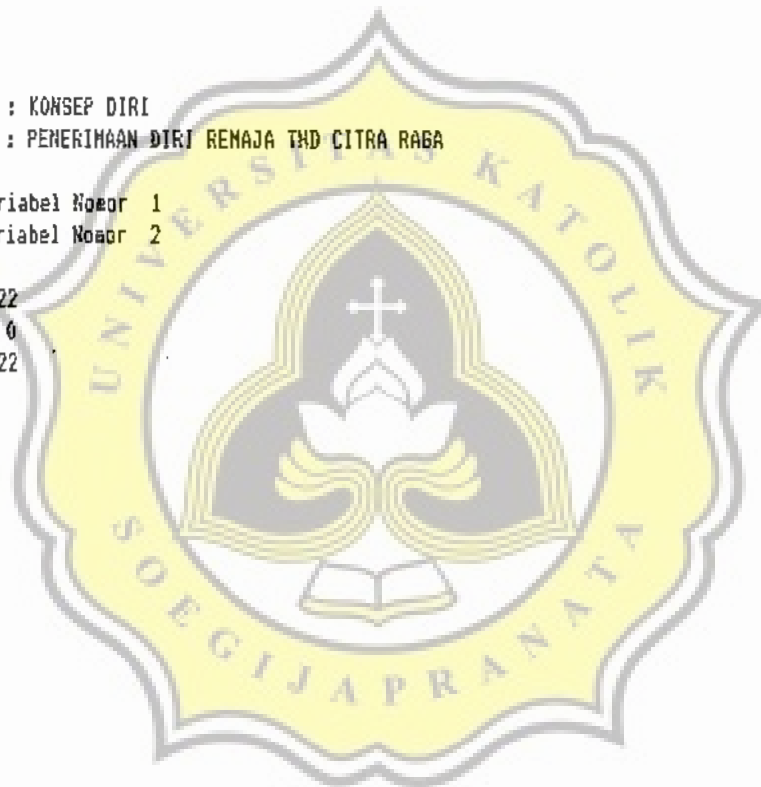 : KONSEP DIRI
: PENERIMAAN DIRI REMAJA THD CITRA RAGA
riabel Nomor 1
riabel Nomor 2
22
0
22
UNIVERSITAS KATOLIK
SOEGIJAPRANATA